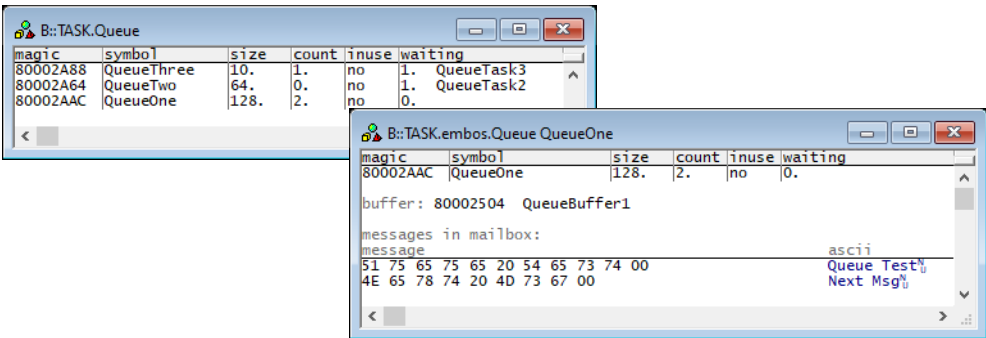 B::TASK.Queue
magic symbol size count inuse waiting
80002A88 QueueThree 10. 1. no 1. QueueTask3
80002A64 QueueTwo 64. 0. no 1. QueueTask2
80002AAC QueueOne 128. 2. no 0.
B::TASK.embos.Queue QueueOne
magic symbol size count inuse waiting
80002AAC QueueOne 128. 2. no 0.
buffer: 80002504 QueueBuffer1
messages in mailbox:
message ascii
51 75 65 75 65 20 54 65 73 74 00 Queue Test␀
4E 65 78 74 20 4D 73 67 00 Next Msg␀